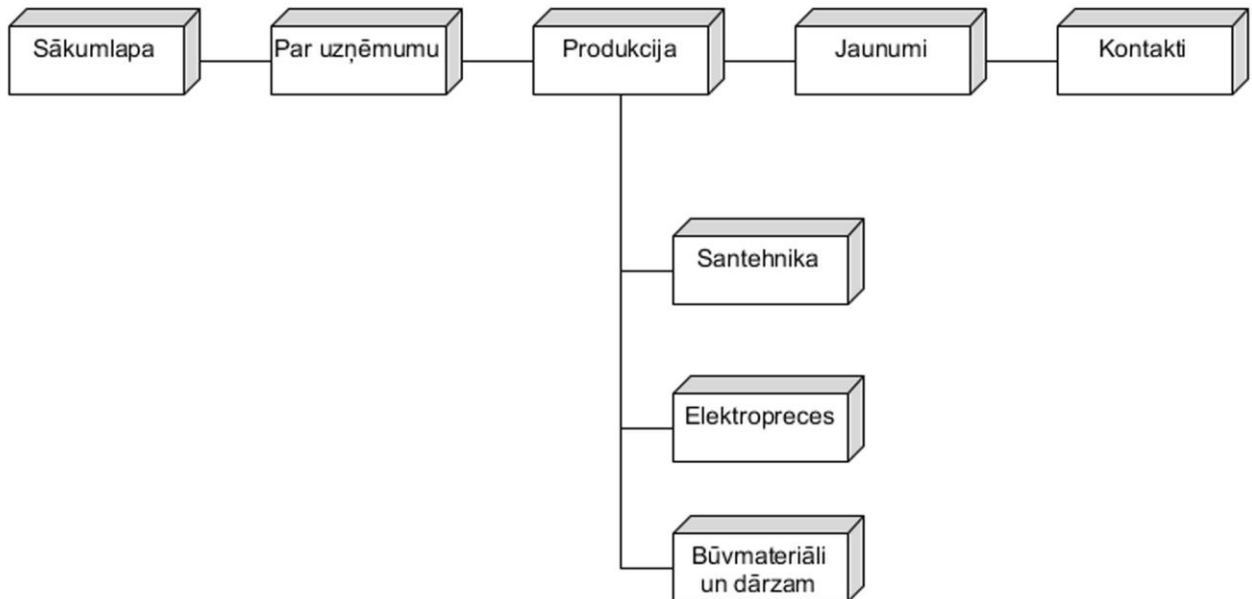 Sākumlapa
Par uzņēmumu
Produkcija
Jaunumi
Kontakti
Santehnika
Elektropreces
Būvmateriāli
un dārzam